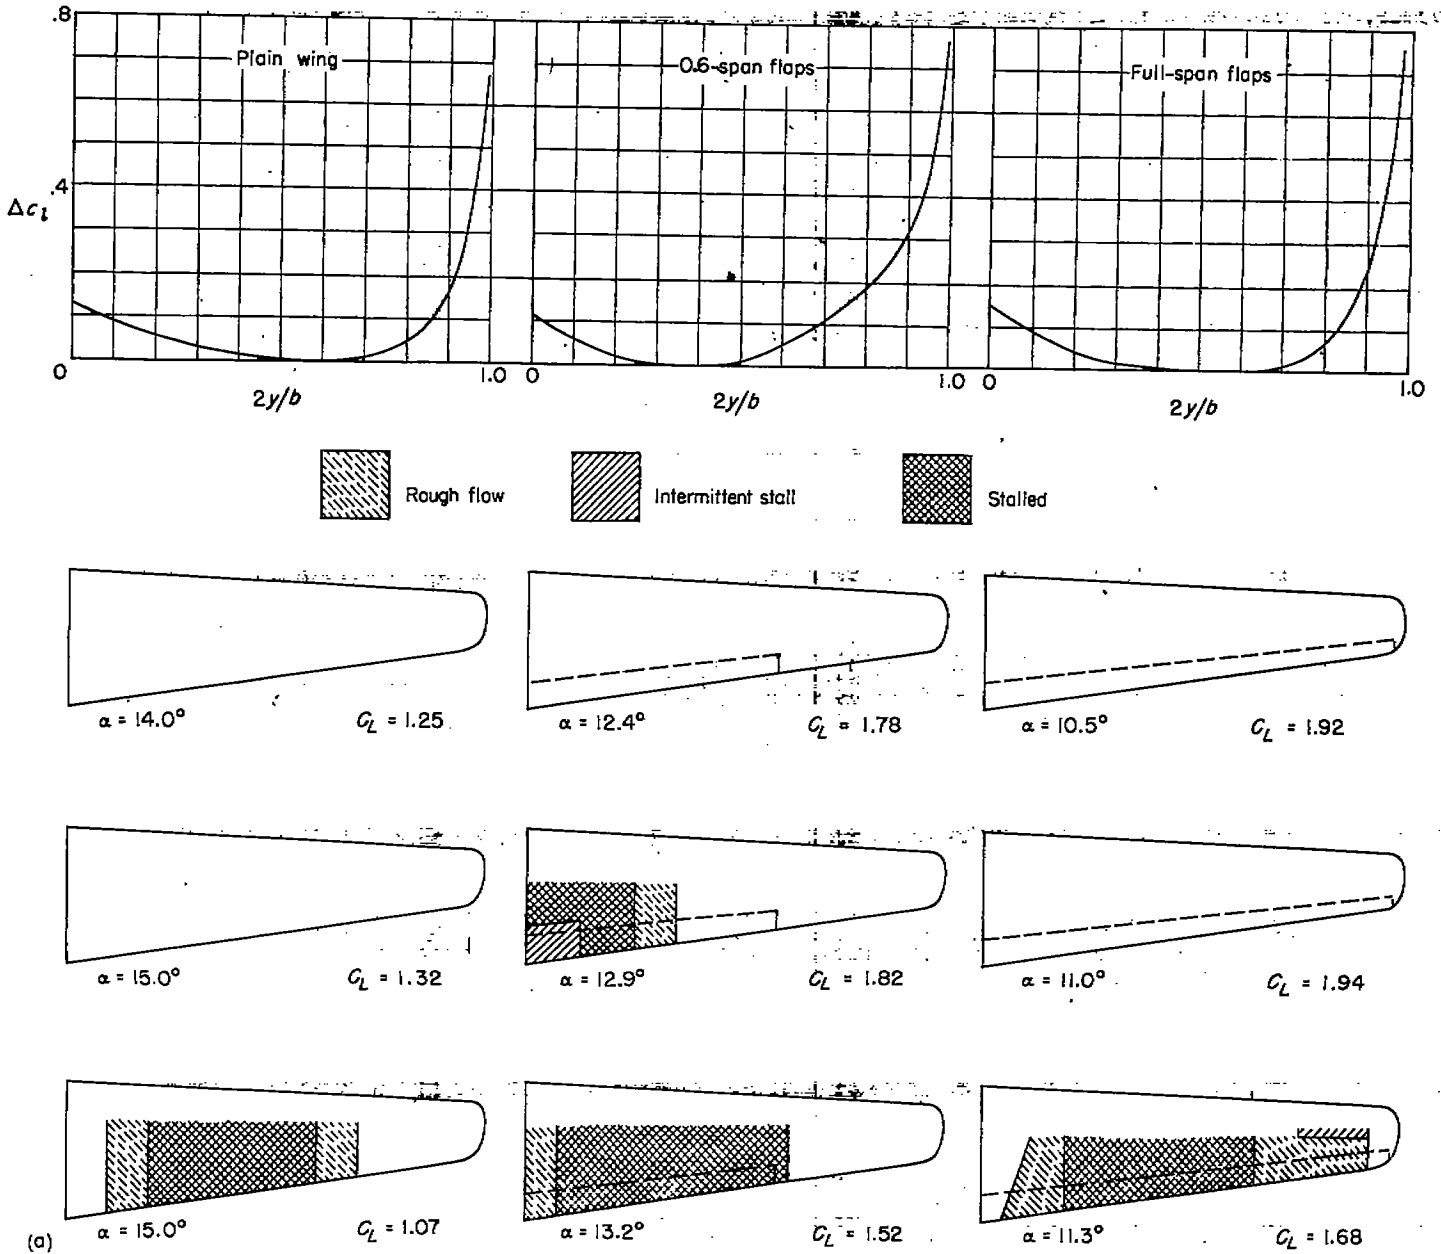 .8
Plain wing
0.6-span flaps
Full-span flaps
.4
Δc_l
0 1.0 0 1.0 0 1.0
2y/b 2y/b 2y/b
Rough flow Intermittent stall Stalled
α = 14.0° C_L = 1.25 α = 12.4° C_L = 1.78 α = 10.5° C_L = 1.92
α = 15.0° C_L = 1.32 α = 12.9° C_L = 1.82 α = 11.0° C_L = 1.94
α = 15.0° C_L = 1.07 α = 13.2° C_L = 1.52 α = 11.3° C_L = 1.68
(a)